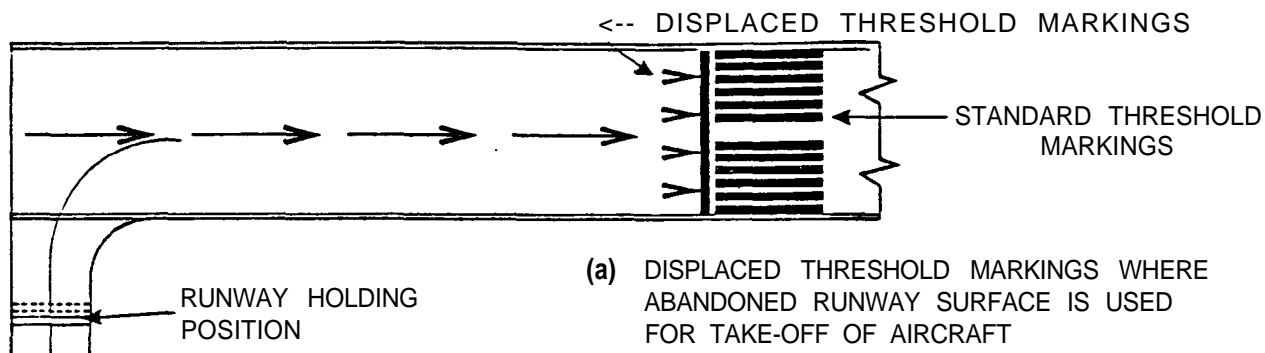 <-- DISPLACED THRESHOLD MARKINGS
STANDARD THRESHOLD
MARKINGS
RUNWAY HOLDING
POSITION
(a) DISPLACED THRESHOLD MARKINGS WHERE
ABANDONED RUNWAY SURFACE IS USED
FOR TAKE-OFF OF AIRCRAFT